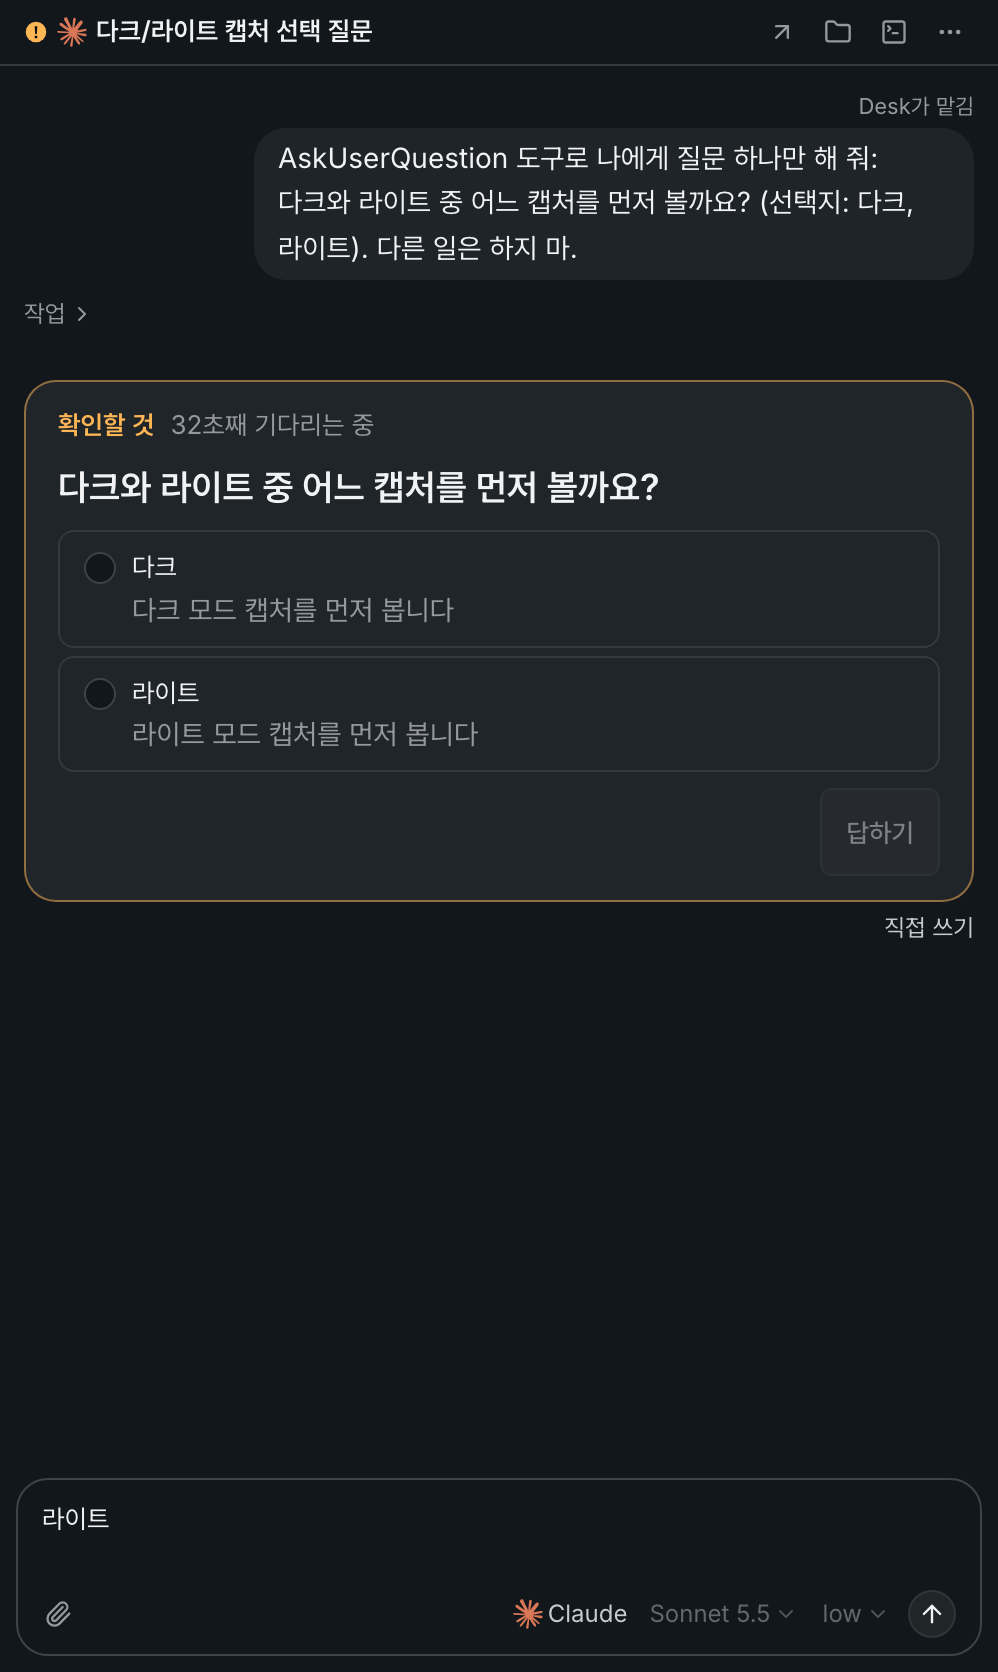 다크/라이트 캡처 선택 질문
Desk가 맡김
AskUserQuestion 도구로 나에게 질문 하나만 해 줘:
다크와 라이트 중 어느 캡처를 먼저 볼까요? (선택지: 다크,
라이트). 다른 일은 하지 마.
작업
확인할 것 32초째 기다리는 중
다크와 라이트 중 어느 캡처를 먼저 볼까요?
다크
다크 모드 캡처를 먼저 봅니다
라이트
라이트 모드 캡처를 먼저 봅니다
답하기
직접 쓰기
라이트
Claude Sonnet 5.5 low